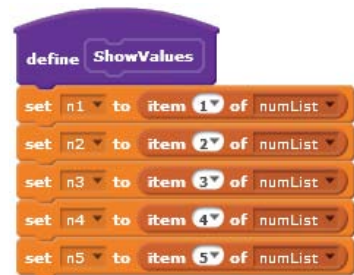 define ShowValues
set n1 to item 1 of numList
set n2 to item 2 of numList
set n3 to item 3 of numList
set n4 to item 4 of numList
set n5 to item 5 of numList